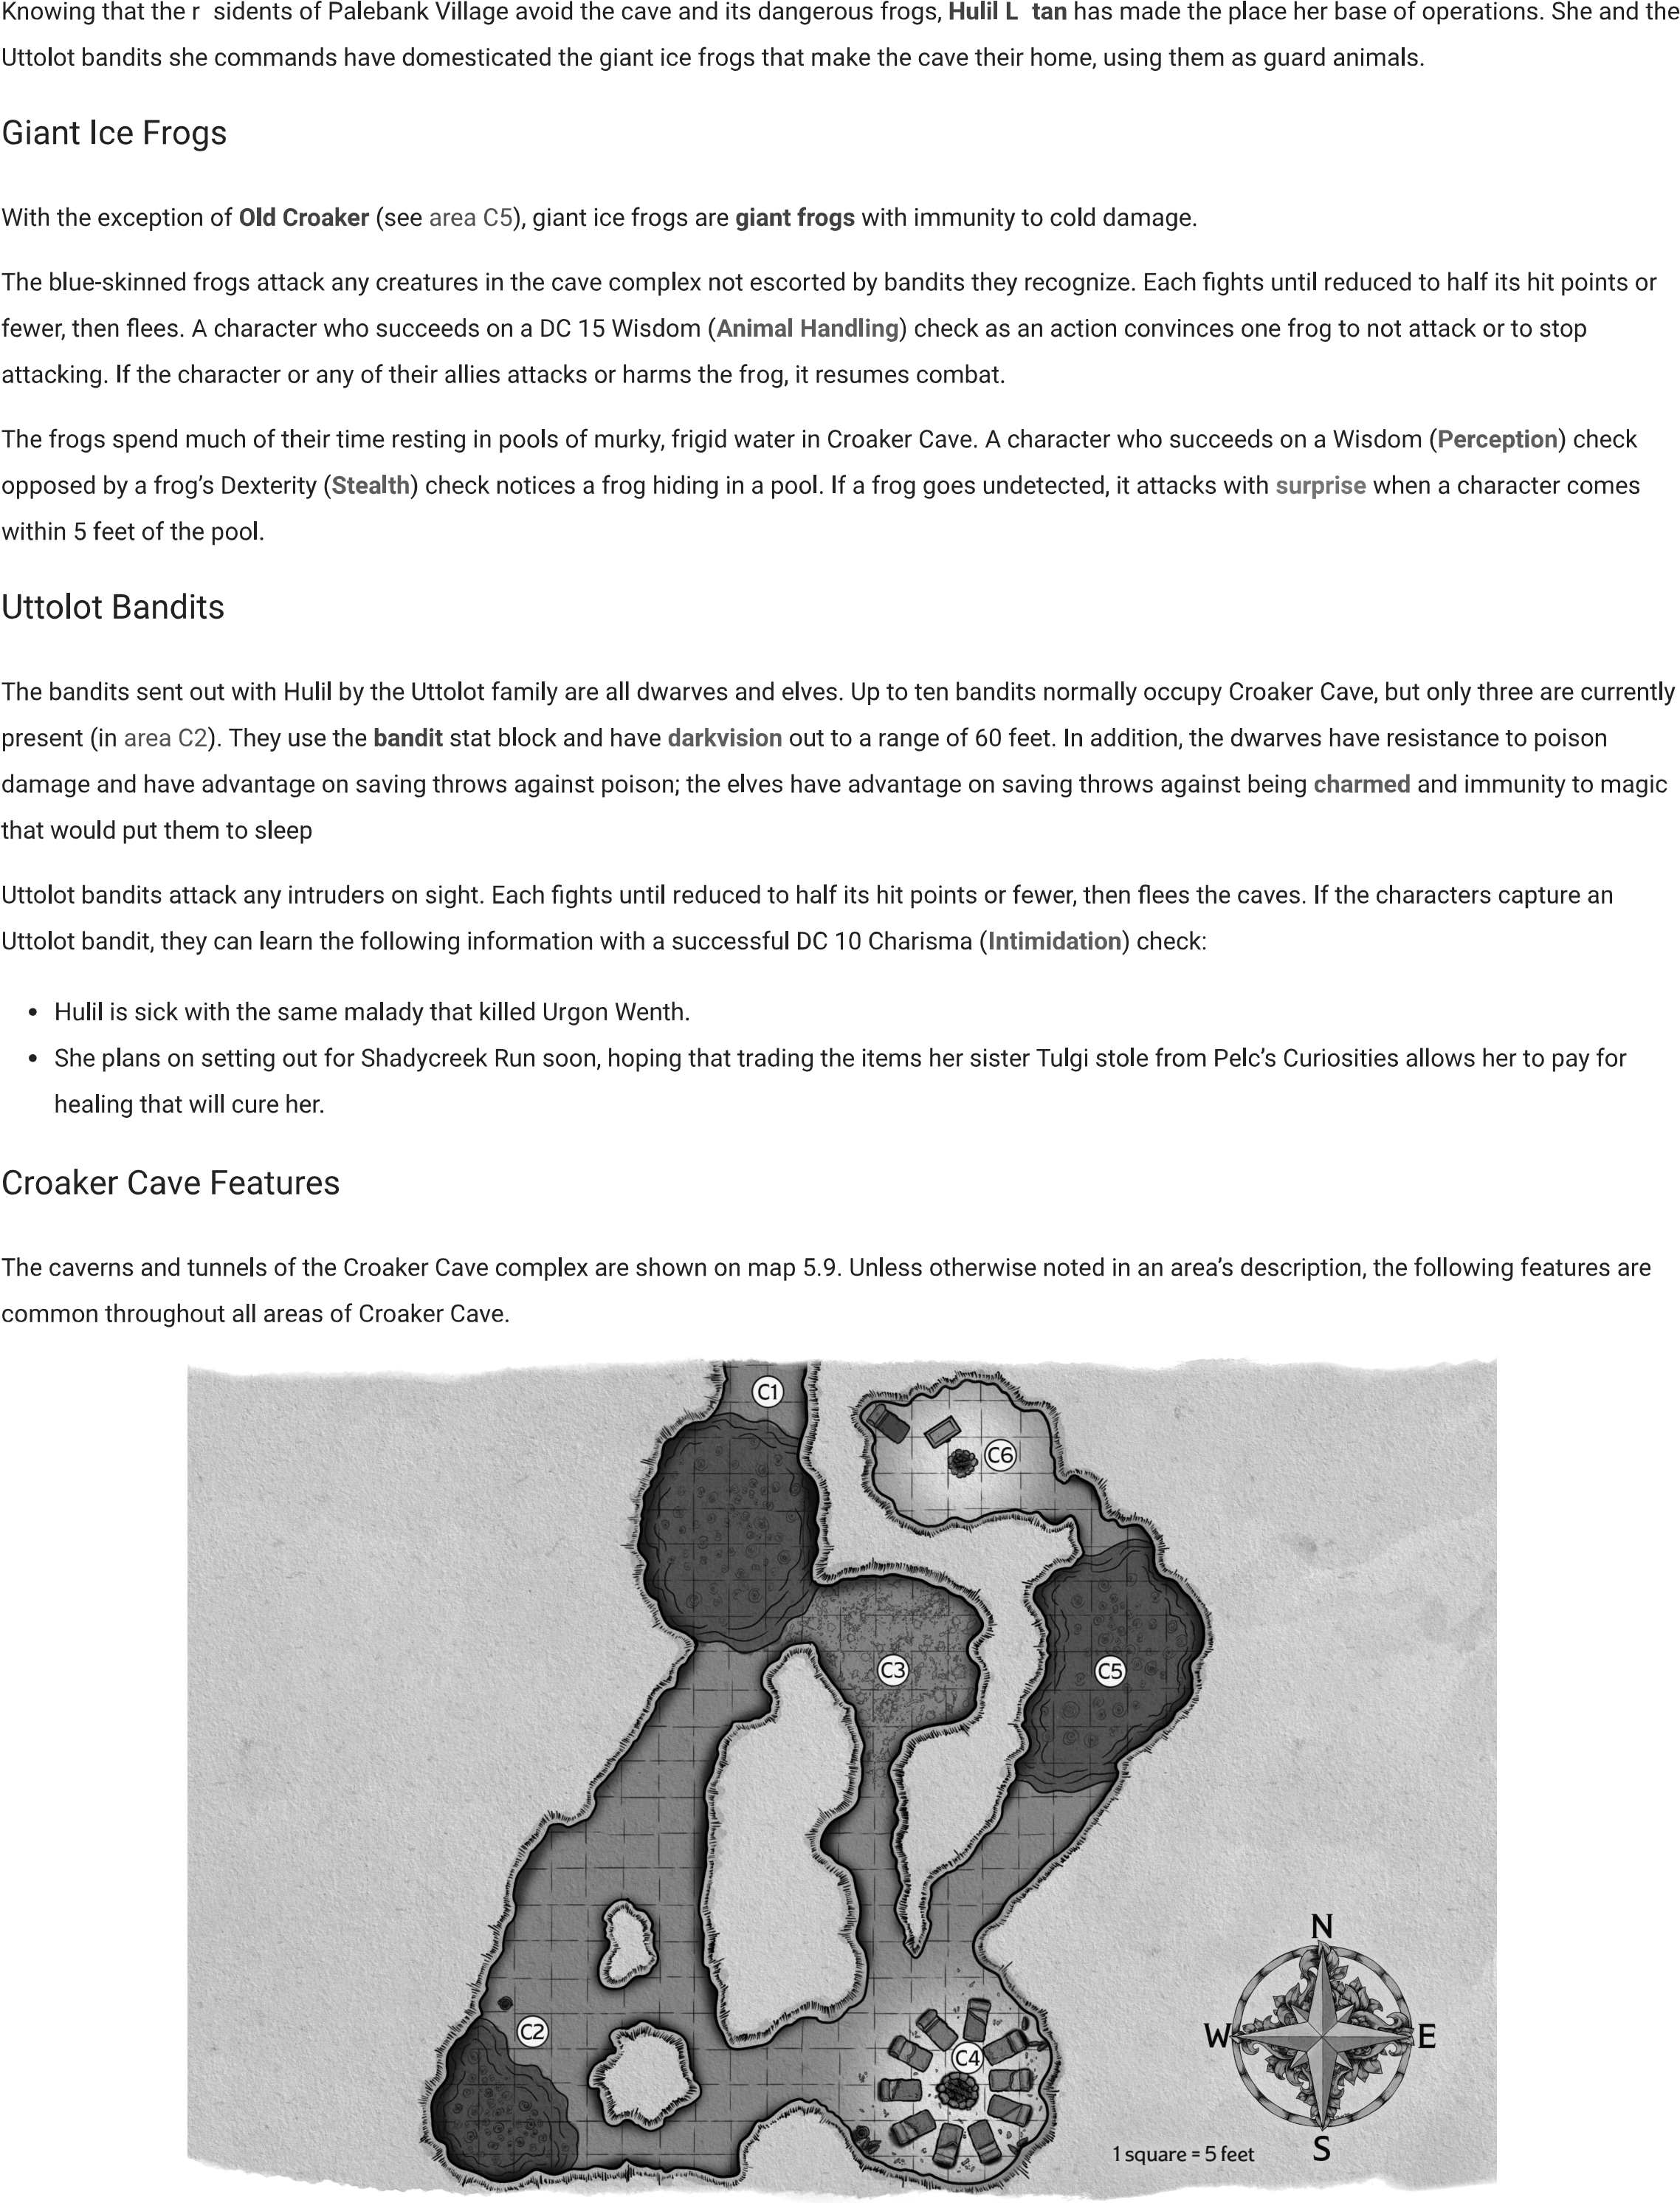 Knowing that the r sidents of Palebank Village avoid the cave and its dangerous frogs, Hulil L tan has made the place her base of operations. She and the
Uttolot bandits she commands have domesticated the giant ice frogs that make the cave their home, using them as guard animals.
Giant Ice Frogs
With the exception of Old Croaker (see area C5), giant ice frogs are giant frogs with immunity to cold damage.
The blue-skinned frogs attack any creatures in the cave complex not escorted by bandits they recognize. Each fights until reduced to half its hit points or
fewer, then flees. A character who succeeds on a DC 15 Wisdom (Animal Handling) check as an action convinces one frog to not attack or to stop
attacking. If the character or any of their allies attacks or harms the frog, it resumes combat.
The frogs spend much of their time resting in pools of murky, frigid water in Croaker Cave. A character who succeeds on a Wisdom (Perception) check
opposed by a frog’s Dexterity (Stealth) check notices a frog hiding in a pool. If a frog goes undetected, it attacks with surprise when a character comes
within 5 feet of the pool.
Uttolot Bandits
The bandits sent out with Hulil by the Uttolot family are all dwarves and elves. Up to ten bandits normally occupy Croaker Cave, but only three are currently
present (in area C2). They use the bandit stat block and have darkvision out to a range of 60 feet. In addition, the dwarves have resistance to poison
damage and have advantage on saving throws against poison; the elves have advantage on saving throws against being charmed and immunity to magic
that would put them to sleep
Uttolot bandits attack any intruders on sight. Each fights until reduced to half its hit points or fewer, then flees the caves. If the characters capture an
Uttolot bandit, they can learn the following information with a successful DC 10 Charisma (Intimidation) check:
• Hulil is sick with the same malady that killed Urgon Wenth.
• She plans on setting out for Shadycreek Run soon, hoping that trading the items her sister Tulgi stole from Pelc’s Curiosities allows her to pay for
healing that will cure her.
Croaker Cave Features
The caverns and tunnels of the Croaker Cave complex are shown on map 5.9. Unless otherwise noted in an area’s description, the following features are
common throughout all areas of Croaker Cave.
C1
C6
C3
C5
N
C2
W
E
C4
S
1 square = 5 feet